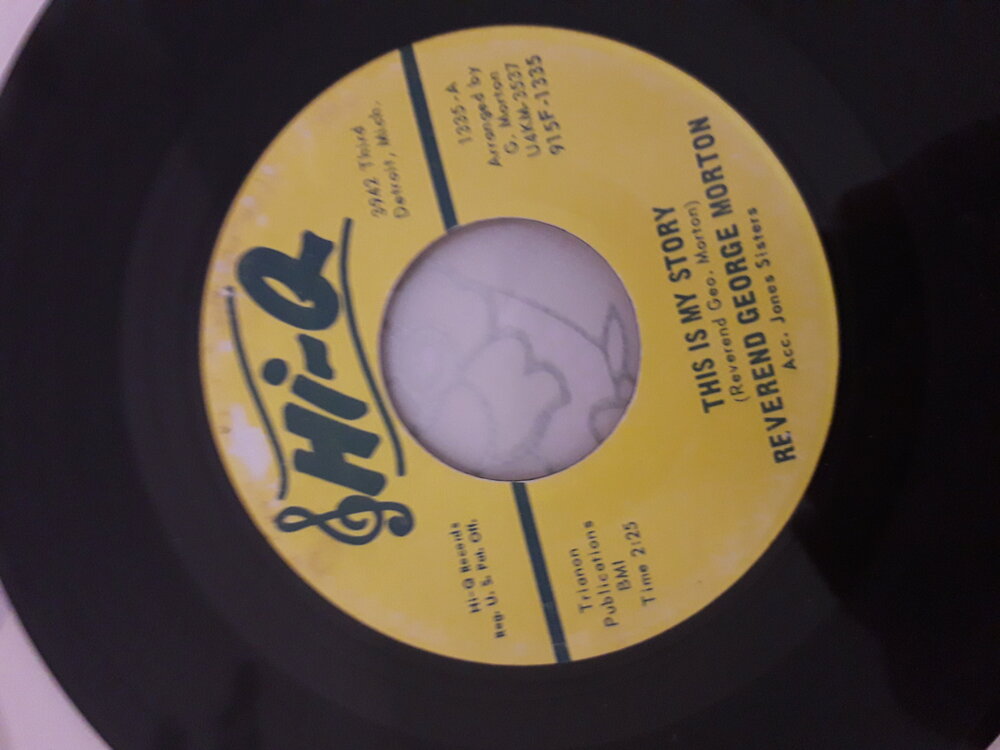 Hi-Q
3942 Third
Detroit, Mich.
Hi-Q Records
Reg. U. S. Pat. Off.
1335-A
Arranged by
G. Morton
U4KM-3537
915F-1335
Trianon
Publications
BMI
Time 2:25
THIS IS MY STORY
(Reverend Geo. Morton)
REVEREND GEORGE MORTON
Acc. Jones Sisters